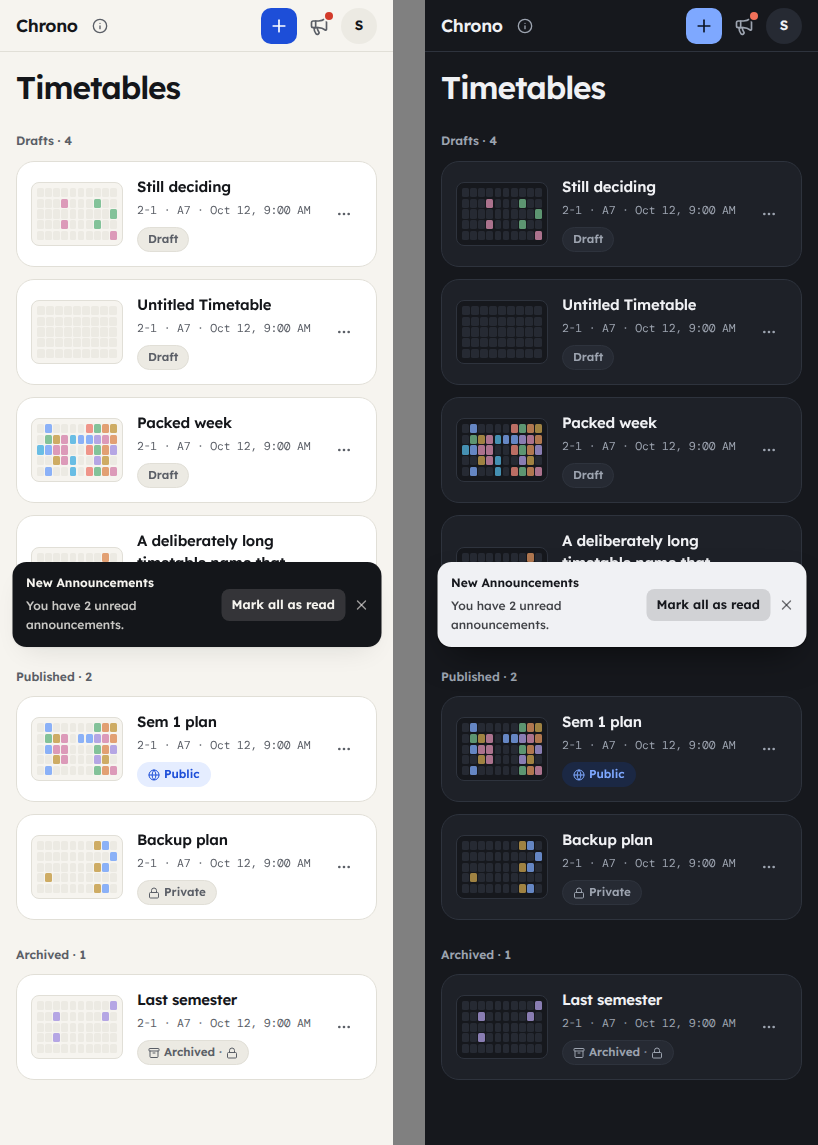 Chrono
S
Timetables
Drafts · 4
Still deciding
2-1 · A7 · Oct 12, 9:00 AM
Draft
Untitled Timetable
2-1 · A7 · Oct 12, 9:00 AM
Draft
Packed week
2-1 · A7 · Oct 12, 9:00 AM
Draft
A deliberately long
timetable name that
New Announcements
You have 2 unread
announcements.
Mark all as read
Published · 2
Sem 1 plan
2-1 · A7 · Oct 12, 9:00 AM
Public
Backup plan
2-1 · A7 · Oct 12, 9:00 AM
Private
Archived · 1
Last semester
2-1 · A7 · Oct 12, 9:00 AM
Archived ·
Chrono
S
Timetables
Drafts · 4
Still deciding
2-1 · A7 · Oct 12, 9:00 AM
Draft
Untitled Timetable
2-1 · A7 · Oct 12, 9:00 AM
Draft
Packed week
2-1 · A7 · Oct 12, 9:00 AM
Draft
A deliberately long
timetable name that
New Announcements
You have 2 unread
announcements.
Mark all as read
Published · 2
Sem 1 plan
2-1 · A7 · Oct 12, 9:00 AM
Public
Backup plan
2-1 · A7 · Oct 12, 9:00 AM
Private
Archived · 1
Last semester
2-1 · A7 · Oct 12, 9:00 AM
Archived ·